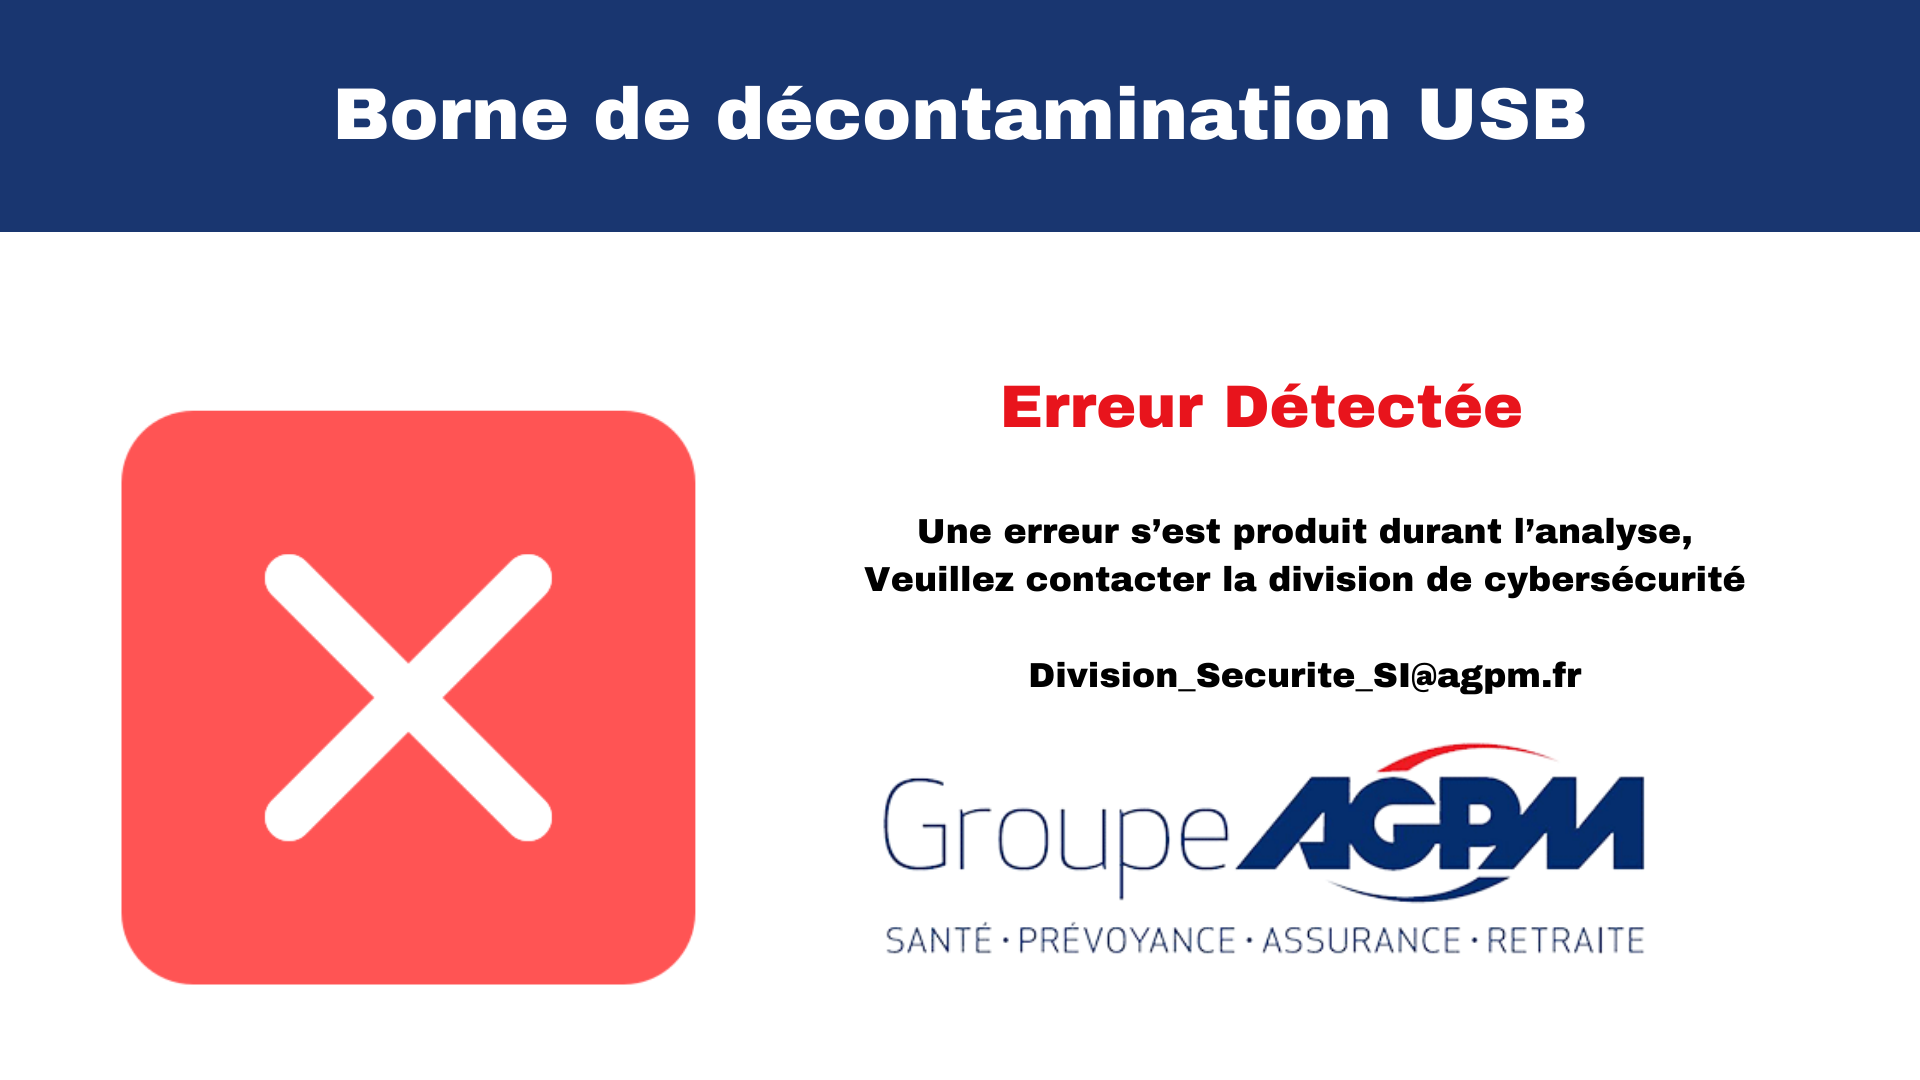 Borne de décontamination USB
Erreur Détectée
Une erreur s’est produit durant l’analyse,
Veuillez contacter la division de cybersécurité
Division_Securite_SI@agpm.fr
Groupe AGPM
SANTÉ · PRÉVOYANCE · ASSURANCE · RETRAITE